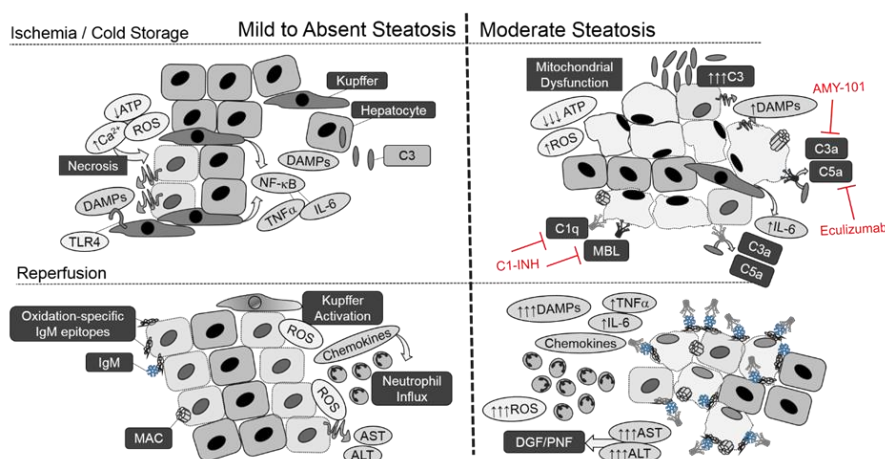 Ischemia / Cold Storage
Mild to Absent Steatosis
Moderate Steatosis
↓ATP
↑Ca²⁺
ROS
Necrosis
DAMPs
TLR4
Kupffer
Hepatocyte
DAMPs
C3
NF-κB
TNFα
IL-6
Mitochondrial
Dysfunction
↑↑↑C3
↓↓↓ATP
↑ROS
↑DAMPs
AMY-101
C3a
C5a
Eculizumab
↑IL-6
C1q
MBL
C1-INH
C3a
C5a
Reperfusion
Oxidation-specific
IgM epitopes
IgM
MAC
Kupffer
Activation
ROS
Chemokines
Neutrophil
Influx
ROS
AST
ALT
↑↑↑DAMPs
↑TNFα
↑IL-6
Chemokines
↑↑↑ROS
DGF/PNF
↑↑↑AST
↑↑↑ALT